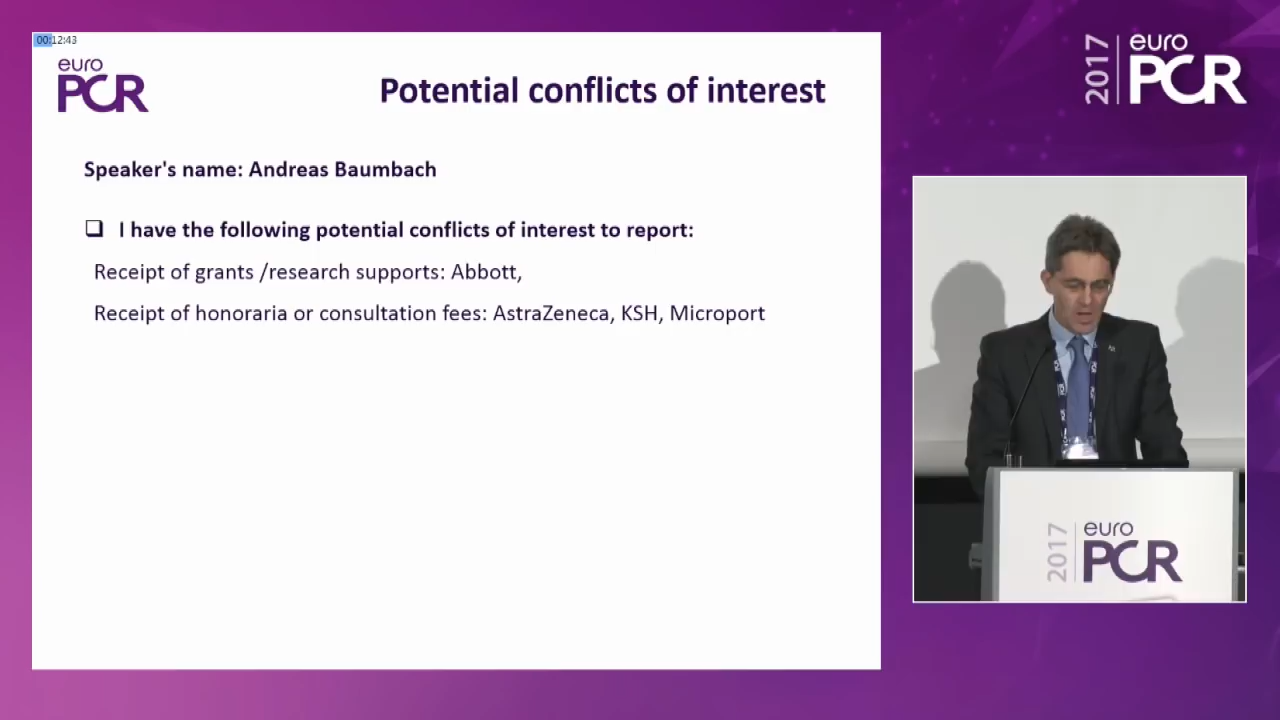 00:12:43
euro
PCR
Potential conflicts of interest
Speaker's name: Andreas Baumbach
I have the following potential conflicts of interest to report:
Receipt of grants /research supports: Abbott,
Receipt of honoraria or consultation fees: AstraZeneca, KSH, Microport
2017
euro
PCR
2017
euro
PCR